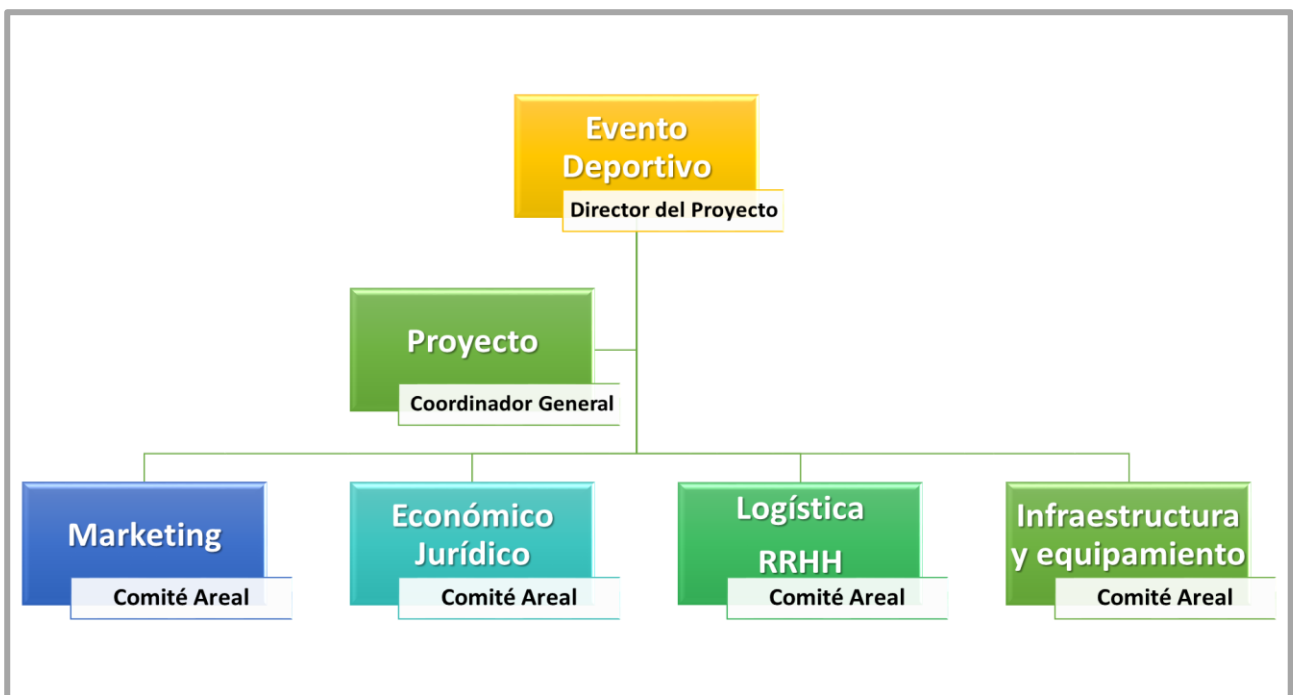 Evento
Deportivo
Director del Proyecto
Proyecto
Coordinador General
Marketing
Comité Areal
Económico
Jurídico
Comité Areal
Logística
RRHH
Comité Areal
Infraestructura
y equipamiento
Comité Areal